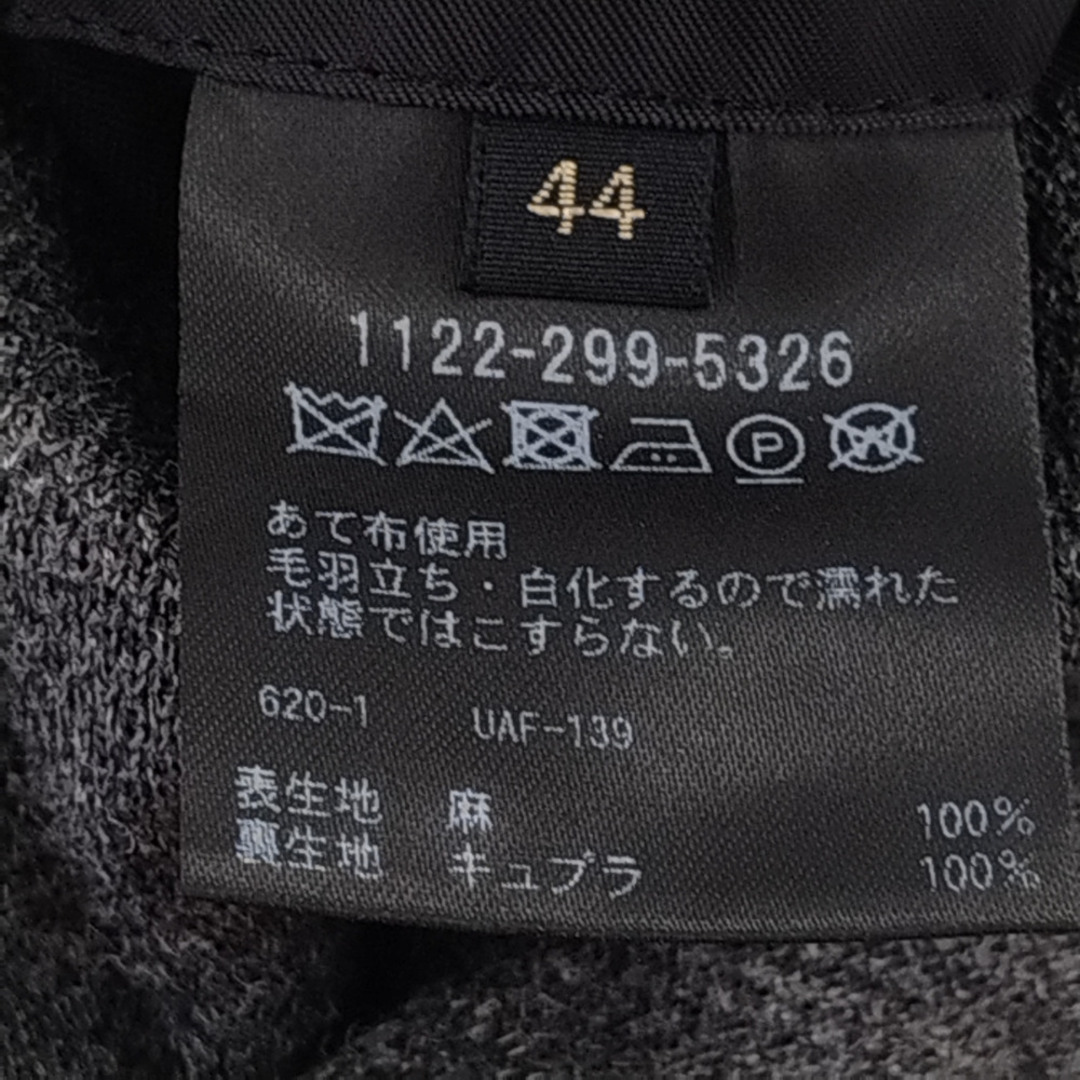 44
1122-299-5326
P
W
あて布使用
毛羽立ち・白化するので濡れた
状態ではこすらない。
620-1 UAF-139
表生地 麻 100%
裏生地 キュプラ 100%